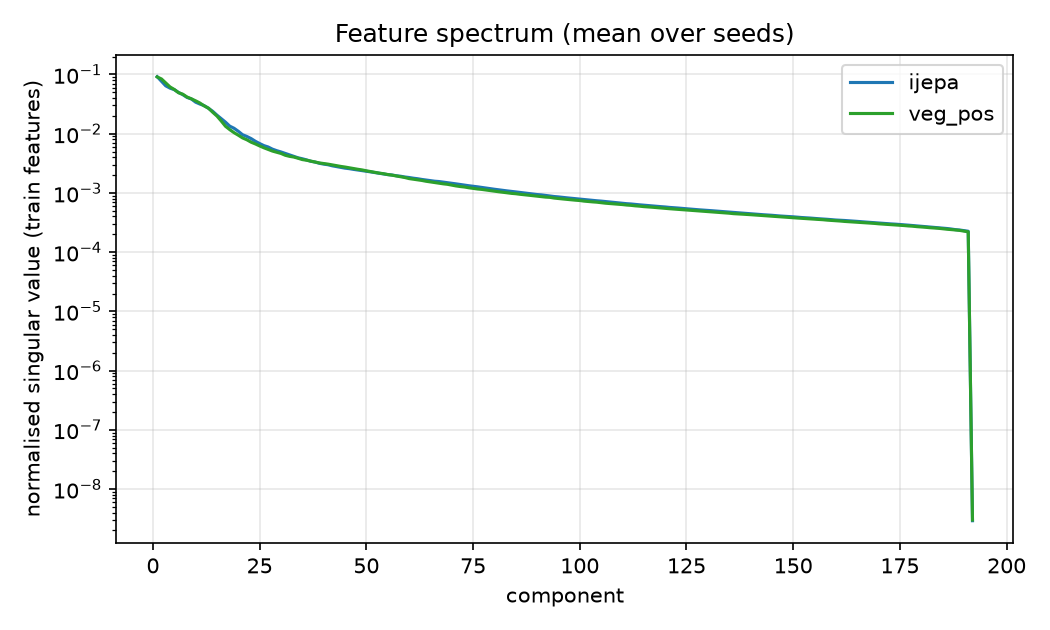 Feature spectrum (mean over seeds)
normalised singular value (train features)
10⁻¹
10⁻²
10⁻³
10⁻⁴
10⁻⁵
10⁻⁶
10⁻⁷
10⁻⁸
ijepa
veg_pos
0 25 50 75 100 125 150 175 200
component